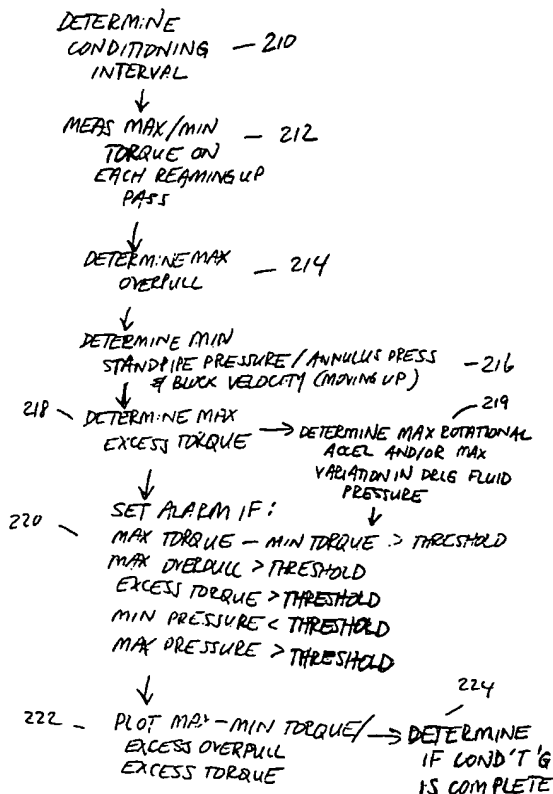 DETERMINE
CONDITIONING - 210
INTERVAL
MEAS MAX/MIN - 212
TORQUE ON
EACH REAMING UP
PASS
DETERMINE MAX - 214
OVERPULL
DETERMINE MIN
STANDPIPE PRESSURE/ANNULUS PRESS - 216
& BLOCK VELOCITY (MOVING UP)
218 DETERMINE MAX
EXCESS TORQUE
219
DETERMINE MAX ROTATIONAL
ACCEL AND/OR MAX
VARIATION IN DRLG FLUID
PRESSURE
220
SET ALARM IF:
MAX TORQUE - MIN TORQUE > THRESHOLD
MAX OVERPULL > THRESHOLD
EXCESS TORQUE > THRESHOLD
MIN PRESSURE < THRESHOLD
MAX PRESSURE > THRESHOLD
222 - PLOT MAX - MIN TORQUE/
EXCESS OVERPULL
EXCESS TORQUE
224
DETERMINE
IF COND'T'G
IS COMPLETE